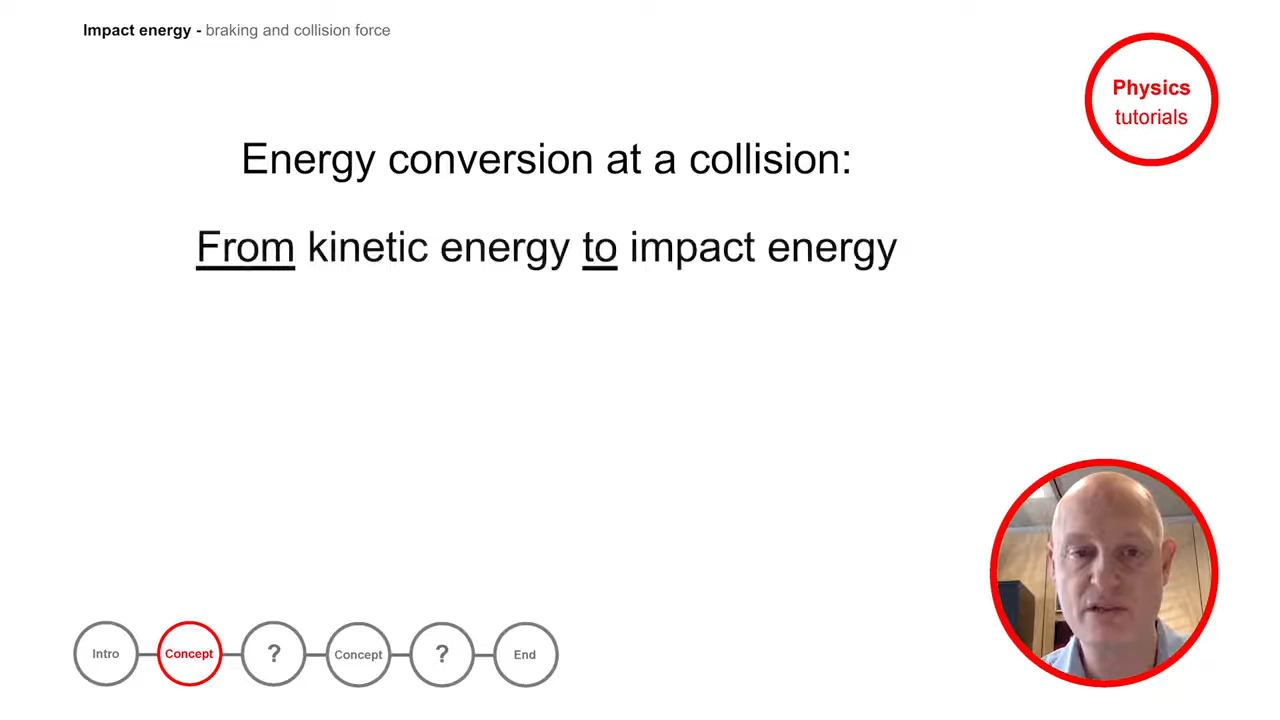 Impact energy - braking and collision force
Physics
tutorials
Energy conversion at a collision:
From kinetic energy to impact energy
Intro
Concept
?
Concept
?
End